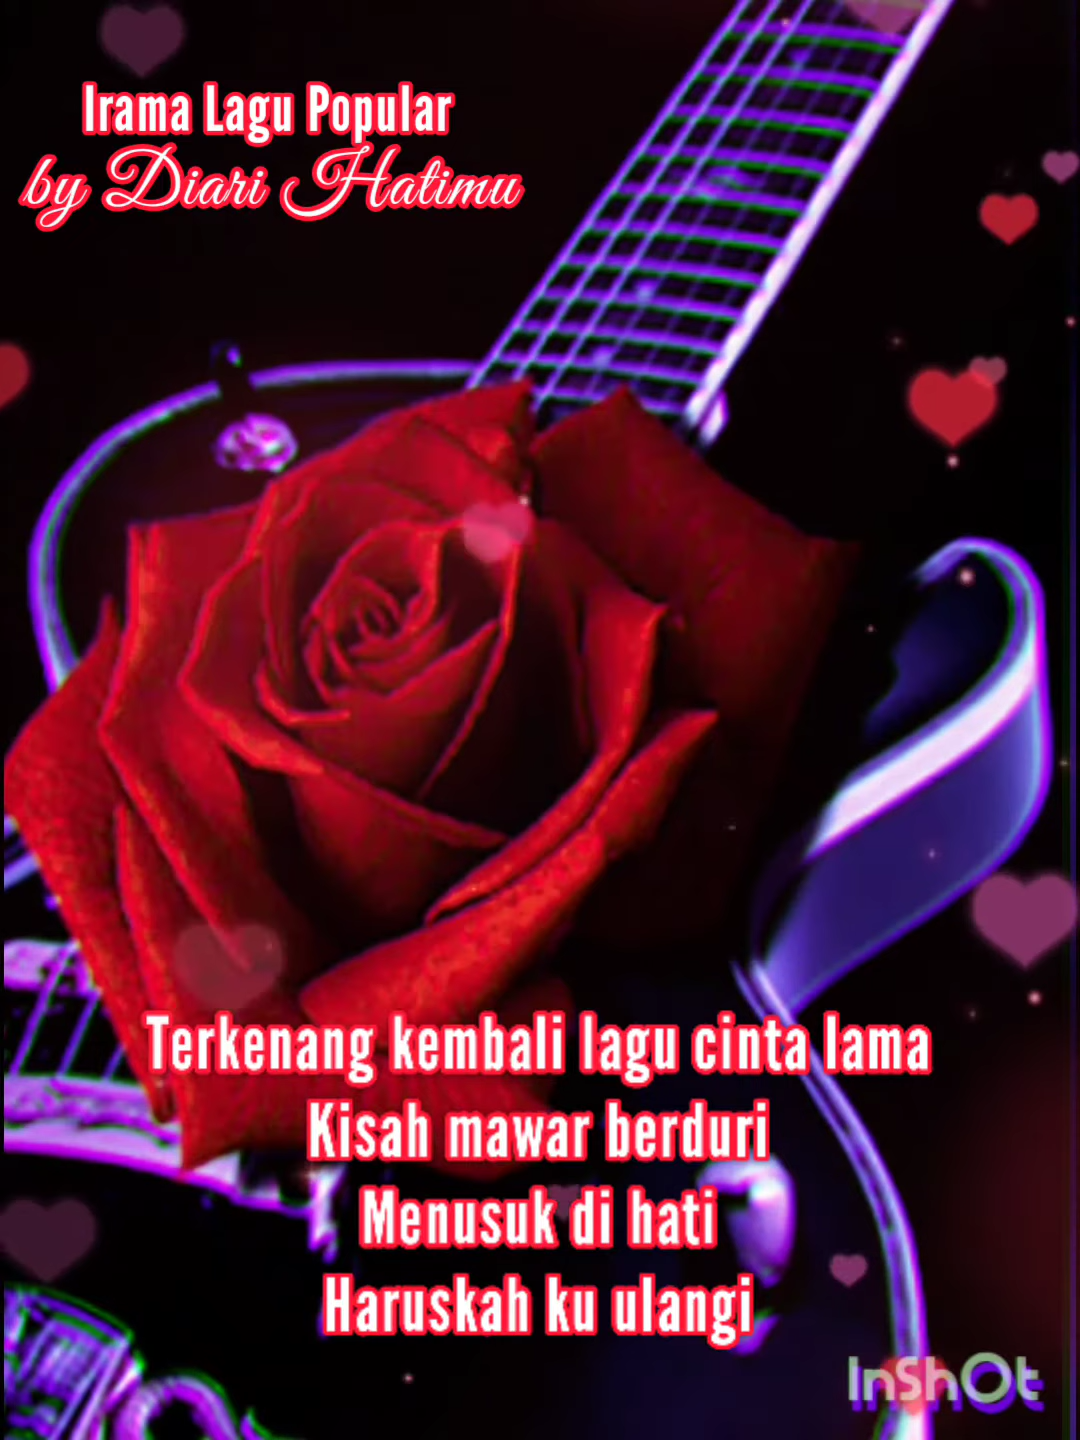 Irama Lagu Popular
by Diari Hatimu
Terkenang kembali lagu cinta lama
Kisah mawar berduri
Menusuk di hati
Haruskah ku ulangi
InShOt